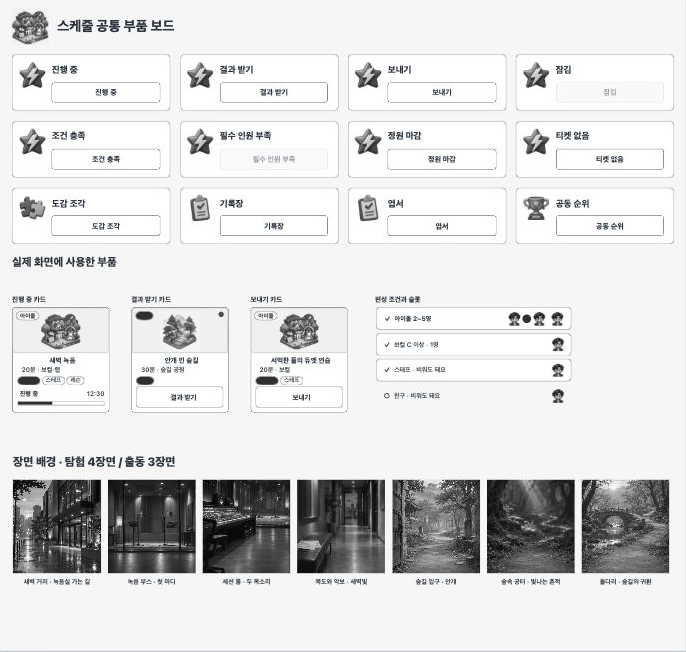 스케줄 공통 부품 보드
진행 중
진행 중
결과 받기
결과 받기
보내기
보내기
잠김
잠김
조건 충족
조건 충족
필수 인원 부족
필수 인원 부족
정원 마감
정원 마감
티켓 없음
티켓 없음
도감 조각
도감 조각
기록장
기록장
엽서
엽서
공동 순위
공동 순위
실제 화면에 사용한 부품
진행 중 카드
아이돌
새벽 녹음
20분 · 보컬·랩
스태프 레슨
진행 중 12:30
결과 받기 카드
안개 낀 숲길
30분 · 숲길 공원
결과 받기
보내기 카드
아이돌
서먹한 둘의 듀엣 연습
20분 · 보컬
스태프
보내기
편성 조건과 슬롯
아이돌 2~5명
보컬 C 이상 · 1명
스태프 · 비워도 돼요
친구 · 비워도 돼요
장면 배경 · 탐험 4장면 / 출동 3장면
새벽 거리 · 녹음실 가는 길
녹음 부스 · 첫 마디
세션 룸 · 두 목소리
복도와 악보 · 새벽빛
숲길 입구 · 안개
숲속 공터 · 빛나는 흔적
돌다리 · 숲길의 귀환